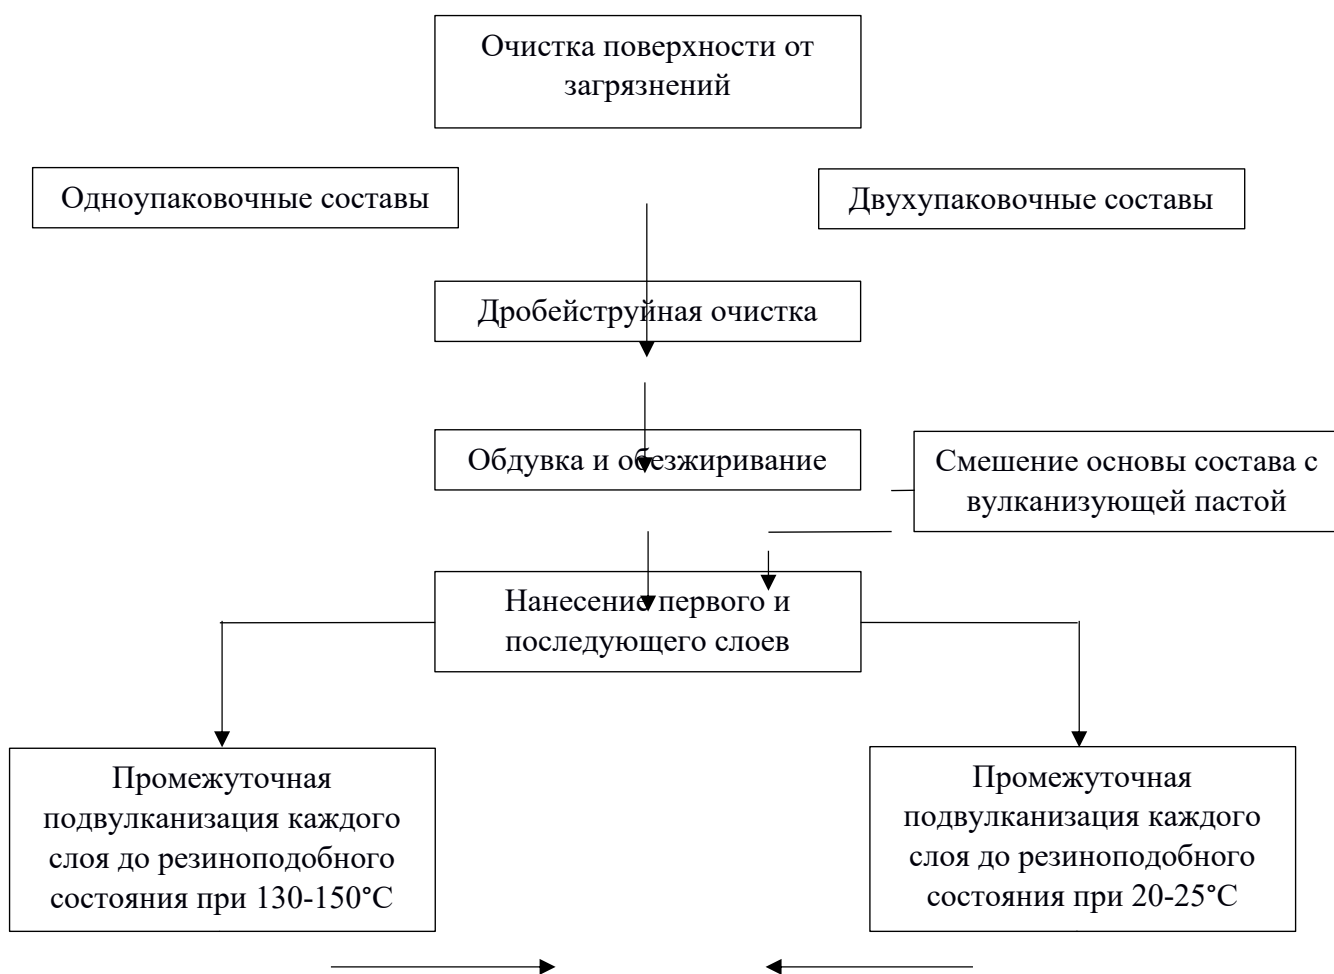 Очистка поверхности от
загрязнений
Одноупаковочные составы
Двухупаковочные составы
Дробейструйная очистка
Обдувка и обезжиривание
Смешение основы состава с
вулканизующей пастой
Нанесение первого и
последующего слоев
Промежуточная
подвулканизация каждого
слоя до резиноподобного
состояния при 130-150°С
Промежуточная
подвулканизация каждого
слоя до резиноподобного
состояния при 20-25°С